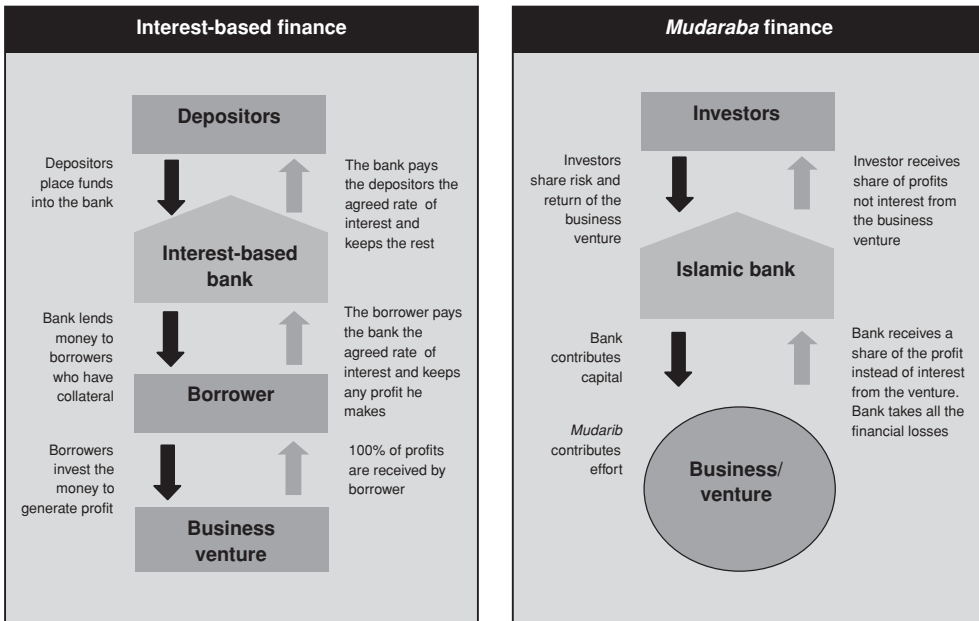 Interest-based finance
Depositors
Depositors
place funds
into the bank
The bank pays
the depositors the
agreed rate of
interest and
keeps the rest
Interest-based
bank
Bank lends
money to
borrowers
who have
collateral
The borrower pays
the bank the
agreed rate of
interest and keeps
any profit he
makes
Borrower
Borrowers
invest the
money to
generate profit
100% of profits
are received by
borrower
Business
venture
Mudaraba finance
Investors
Investors
share risk and
return of the
business
venture
Investor receives
share of profits
not interest from
the business
venture
Islamic bank
Bank
contributes
capital
Mudarib
contributes
effort
Bank receives a
share of the profit
instead of interest
from the venture.
Bank takes all the
financial losses
Business/
venture